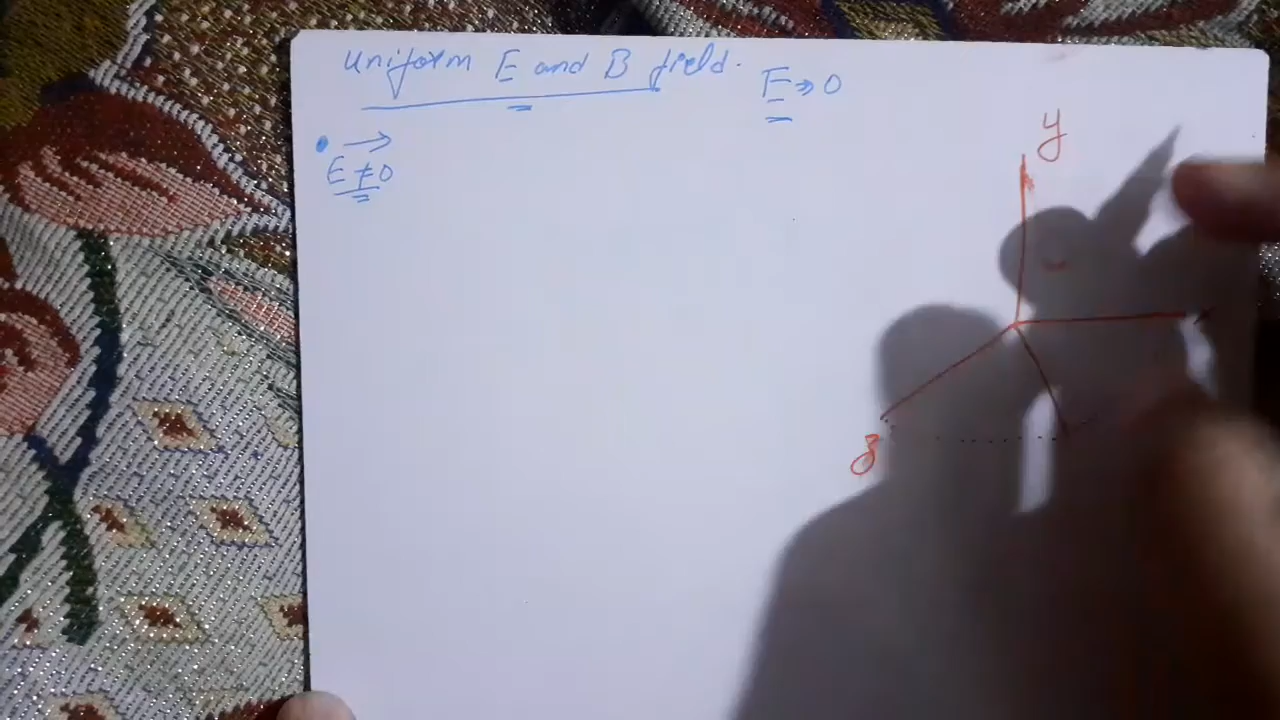 uniform E and B field.
E → 0
• →
E ≠ 0
y
z